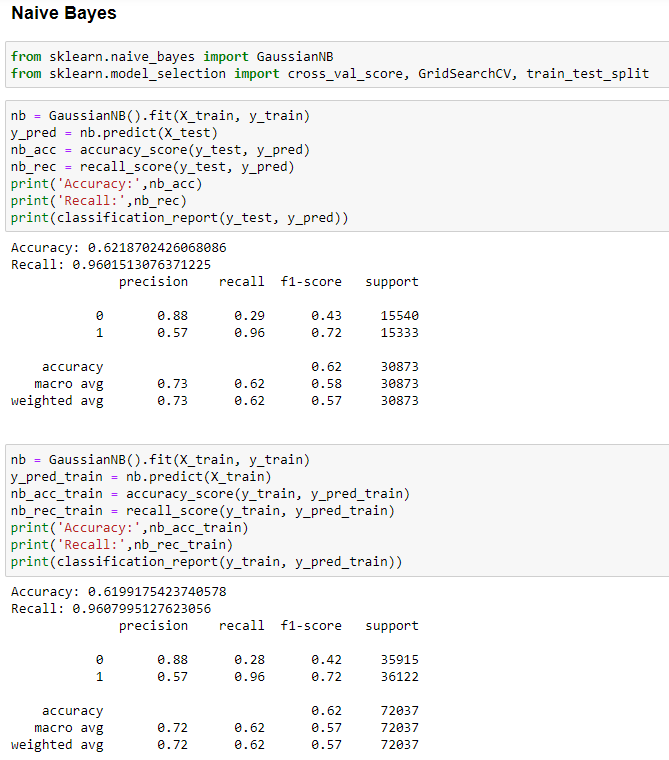 Naive Bayes
from sklearn.naive_bayes import GaussianNB
from sklearn.model_selection import cross_val_score, GridSearchCV, train_test_split
nb = GaussianNB().fit(X_train, y_train)
y_pred = nb.predict(X_test)
nb_acc = accuracy_score(y_test, y_pred)
nb_rec = recall_score(y_test, y_pred)
print('Accuracy:',nb_acc)
print('Recall:',nb_rec)
print(classification_report(y_test, y_pred))
Accuracy: 0.6218702426068086
Recall: 0.9601513076371225
precision recall f1-score support
0 0.88 0.29 0.43 15540
1 0.57 0.96 0.72 15333
accuracy 0.62 30873
macro avg 0.73 0.62 0.58 30873
weighted avg 0.73 0.62 0.57 30873
nb = GaussianNB().fit(X_train, y_train)
y_pred_train = nb.predict(X_train)
nb_acc_train = accuracy_score(y_train, y_pred_train)
nb_rec_train = recall_score(y_train, y_pred_train)
print('Accuracy:',nb_acc_train)
print('Recall:',nb_rec_train)
print(classification_report(y_train, y_pred_train))
Accuracy: 0.6199175423740578
Recall: 0.9607995127623056
precision recall f1-score support
0 0.88 0.28 0.42 35915
1 0.57 0.96 0.72 36122
accuracy 0.62 72037
macro avg 0.72 0.62 0.57 72037
weighted avg 0.72 0.62 0.57 72037